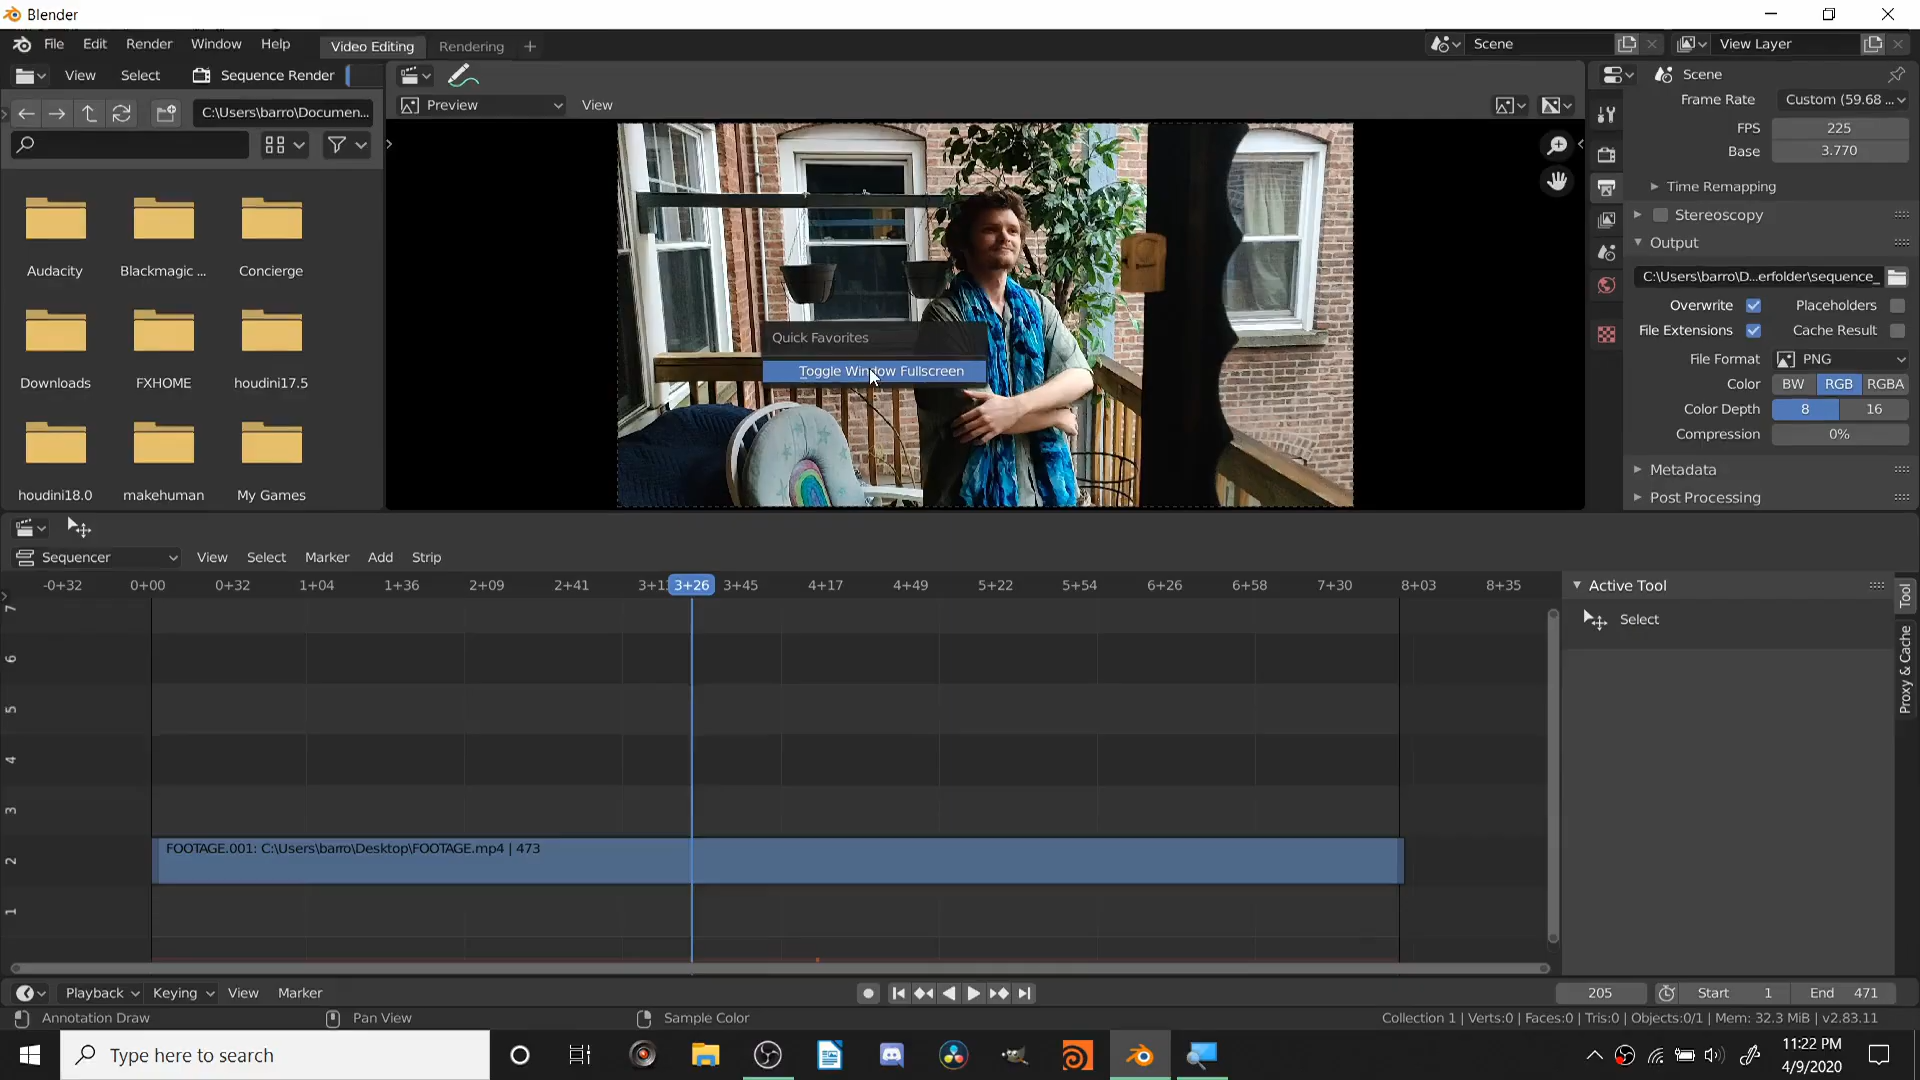 Blender
File Edit Render Window Help Video Editing Rendering + Scene View Layer
View Select Sequence Render
C:\Users\barro\Documen...
Audacity Blackmagic ... Concierge
Downloads FXHOME houdini17.5
houdini18.0 makehuman My Games
Preview View
Quick Favorites
Toggle Window Fullscreen
Scene
Frame Rate Custom (59.68 ...
FPS 225
Base 3.770
Time Remapping
Stereoscopy
Output
C:\Users\barro\D...erfolder\sequence_
Overwrite Placeholders
File Extensions Cache Result
File Format PNG
Color BW RGB RGBA
Color Depth 8 16
Compression 0%
Metadata
Post Processing
Sequencer View Select Marker Add Strip
-0+32 0+00 0+32 1+04 1+36 2+09 2+41 3+1 3+26 3+45 4+17 4+49 5+22 5+54 6+26 6+58 7+30 8+03 8+35
7
6
5
4
3
2
1
FOOTAGE.001: C:\Users\barro\Desktop\FOOTAGE.mp4 | 473
Active Tool
Select
Tool
Proxy & Cache
Playback Keying View Marker 205 Start 1 End 471
Annotation Draw Pan View Sample Color Collection 1 | Verts:0 | Faces:0 | Tris:0 | Objects:0/1 | Mem: 32.3 MiB | v2.83.11
Type here to search
11:22 PM
4/9/2020